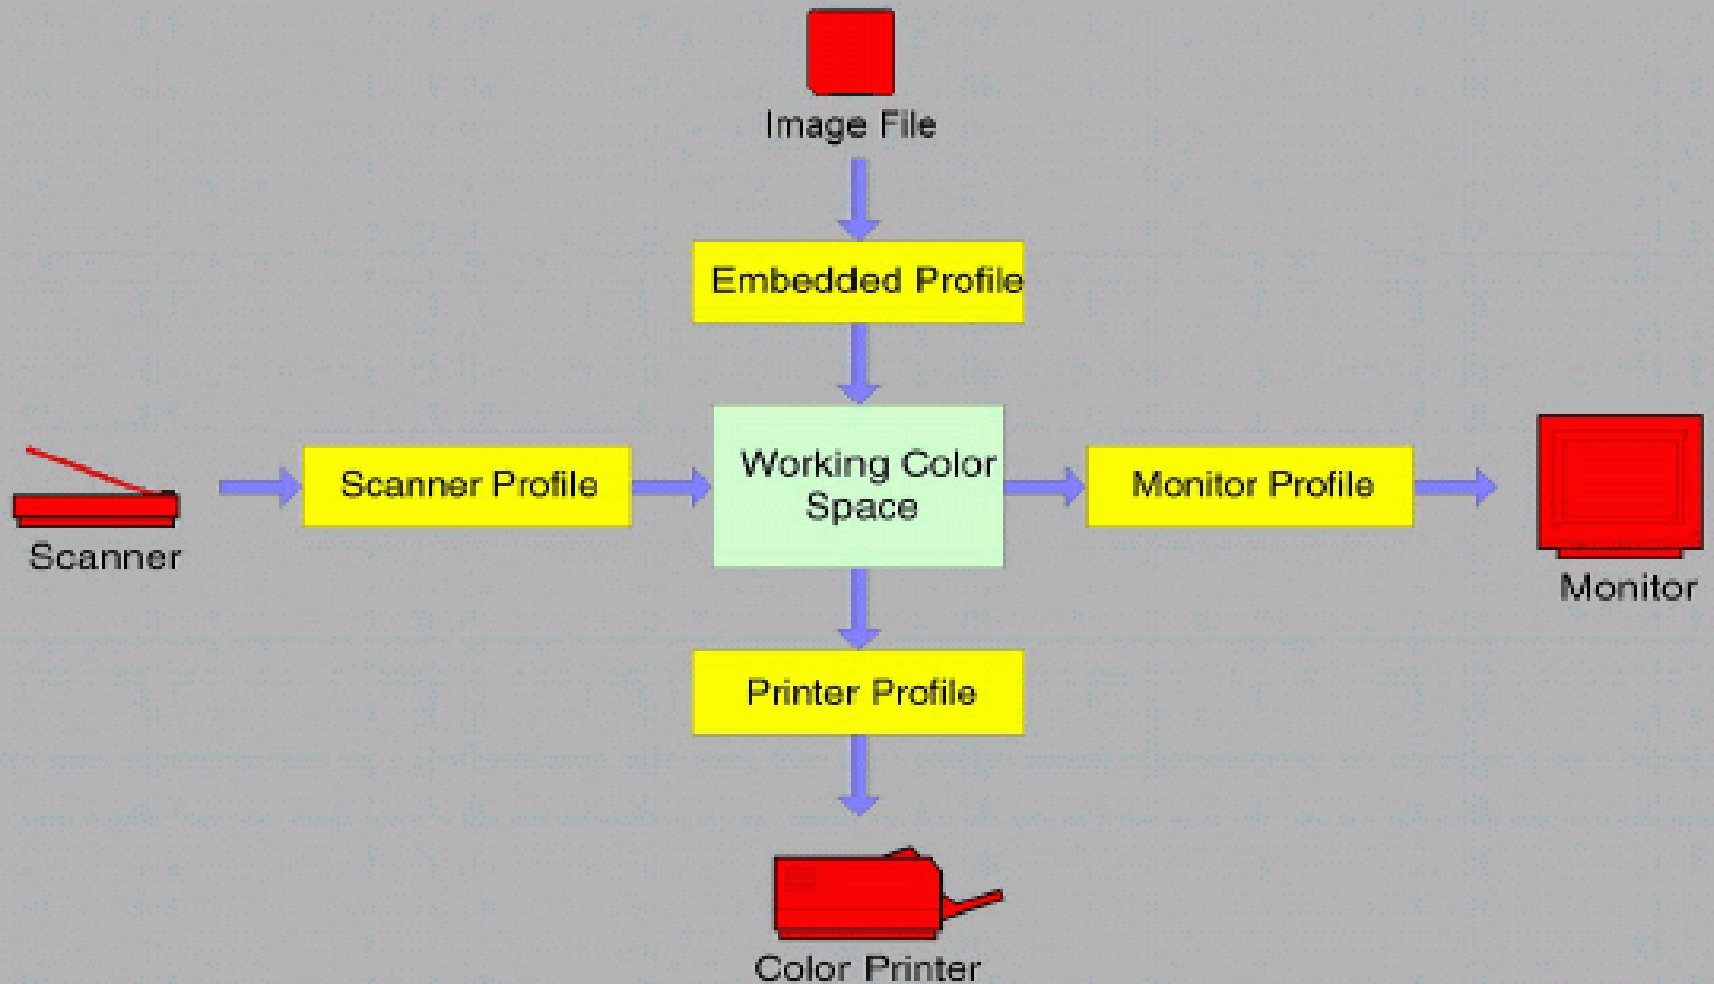 Image File
Embedded Profile
Scanner
Scanner Profile
Working Color
Space
Monitor Profile
Monitor
Printer Profile
Color Printer